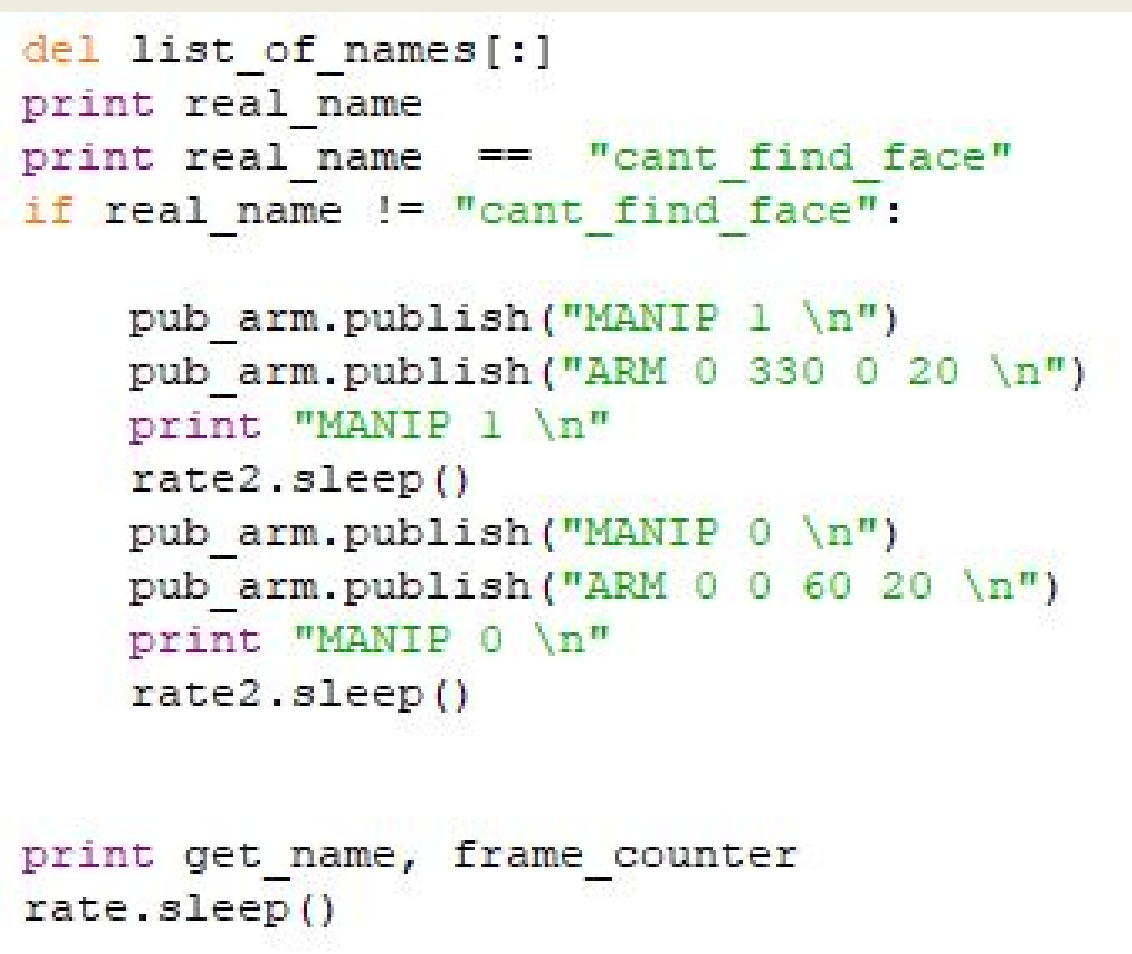 del list_of_names[:]
print real_name
print real_name  ==  "cant_find_face"
if real_name != "cant_find_face":
    pub_arm.publish("MANIP 1 \n")
    pub_arm.publish("ARM 0 330 0 20 \n")
    print "MANIP 1 \n"
    rate2.sleep()
    pub_arm.publish("MANIP 0 \n")
    pub_arm.publish("ARM 0 0 60 20 \n")
    print "MANIP 0 \n"
    rate2.sleep()
print get_name, frame_counter
rate.sleep()